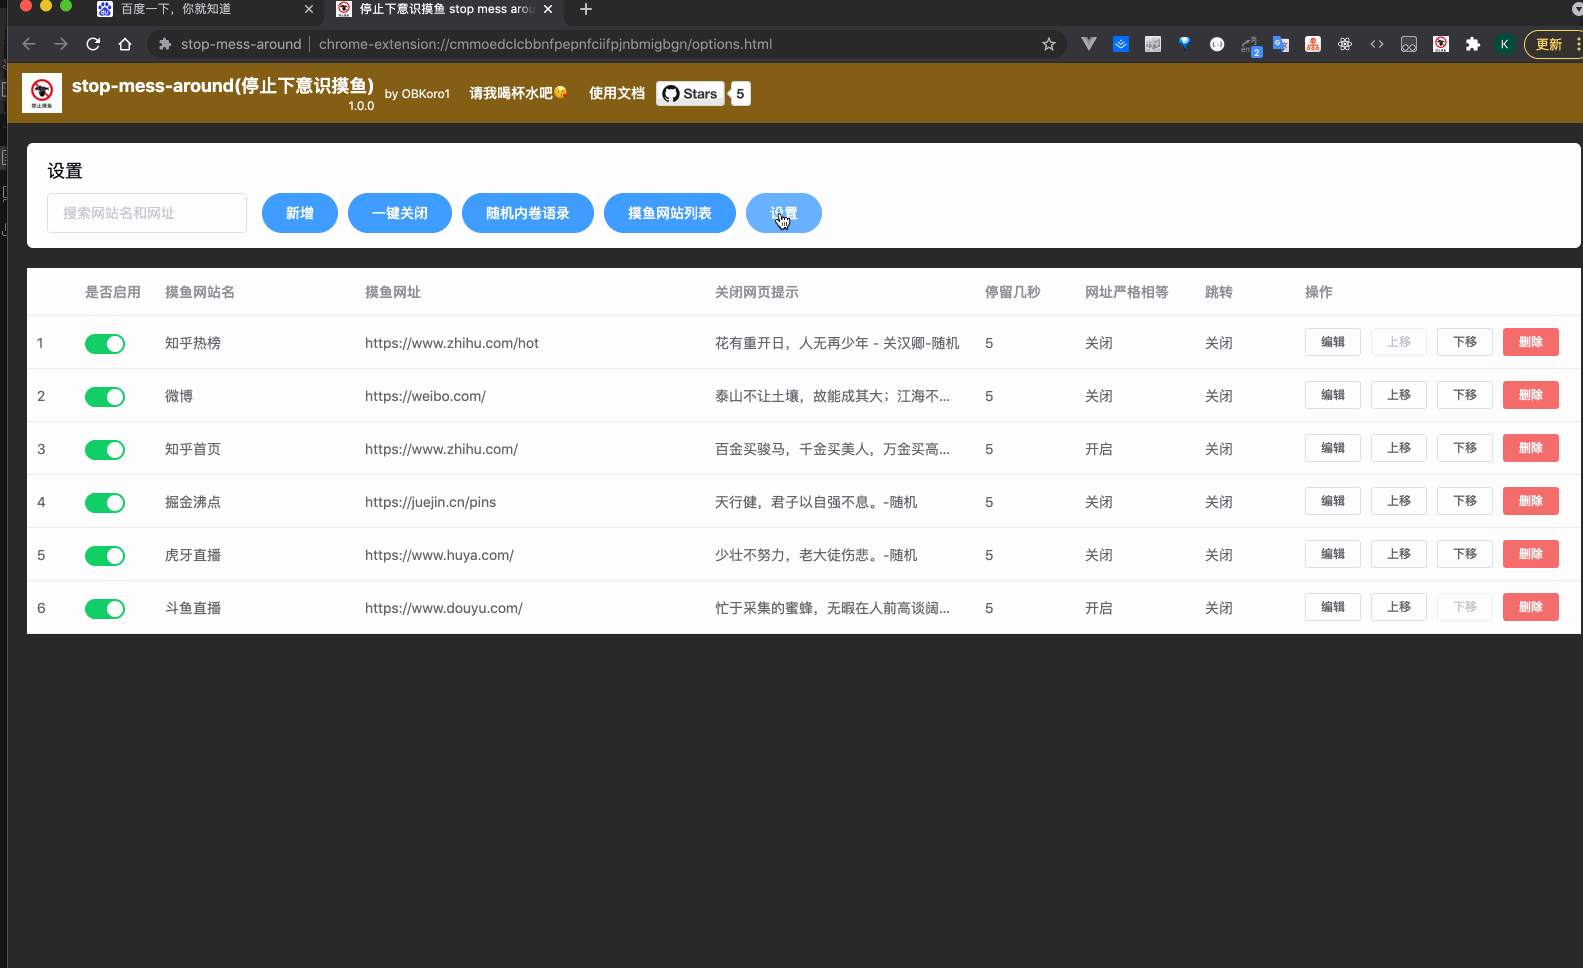 百度一下，你就知道
停止下意识摸鱼 stop mess arou
stop-mess-around | chrome-extension://cmmoedclcbbnfpepnfciifpjnbmigbgn/options.html
2
K
更新
stop-mess-around(停止下意识摸鱼)
1.0.0
by OBKoro1
请我喝杯水吧😘
使用文档
Stars
5
设置
搜索网站名和网址
新增
一键关闭
随机内卷语录
摸鱼网站列表
设置
是否启用 摸鱼网站名 摸鱼网址 关闭网页提示 停留几秒 网址严格相等 跳转 操作
1 知乎热榜 https://www.zhihu.com/hot 花有重开日，人无再少年 - 关汉卿-随机 5 关闭 关闭 编辑 上移 下移 删除
2 微博 https://weibo.com/ 泰山不让土壤，故能成其大；江海不... 5 关闭 关闭 编辑 上移 下移 删除
3 知乎首页 https://www.zhihu.com/ 百金买骏马，千金买美人，万金买高... 5 开启 关闭 编辑 上移 下移 删除
4 掘金沸点 https://juejin.cn/pins 天行健，君子以自强不息。-随机 5 关闭 关闭 编辑 上移 下移 删除
5 虎牙直播 https://www.huya.com/ 少壮不努力，老大徒伤悲。-随机 5 关闭 关闭 编辑 上移 下移 删除
6 斗鱼直播 https://www.douyu.com/ 忙于采集的蜜蜂，无暇在人前高谈阔... 5 开启 关闭 编辑 上移 下移 删除